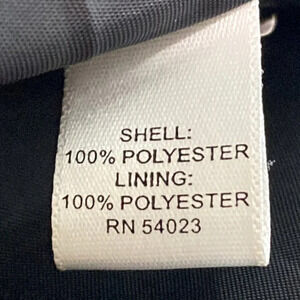 SHELL:
100% POLYESTER
LINING:
100% POLYESTER
RN 54023